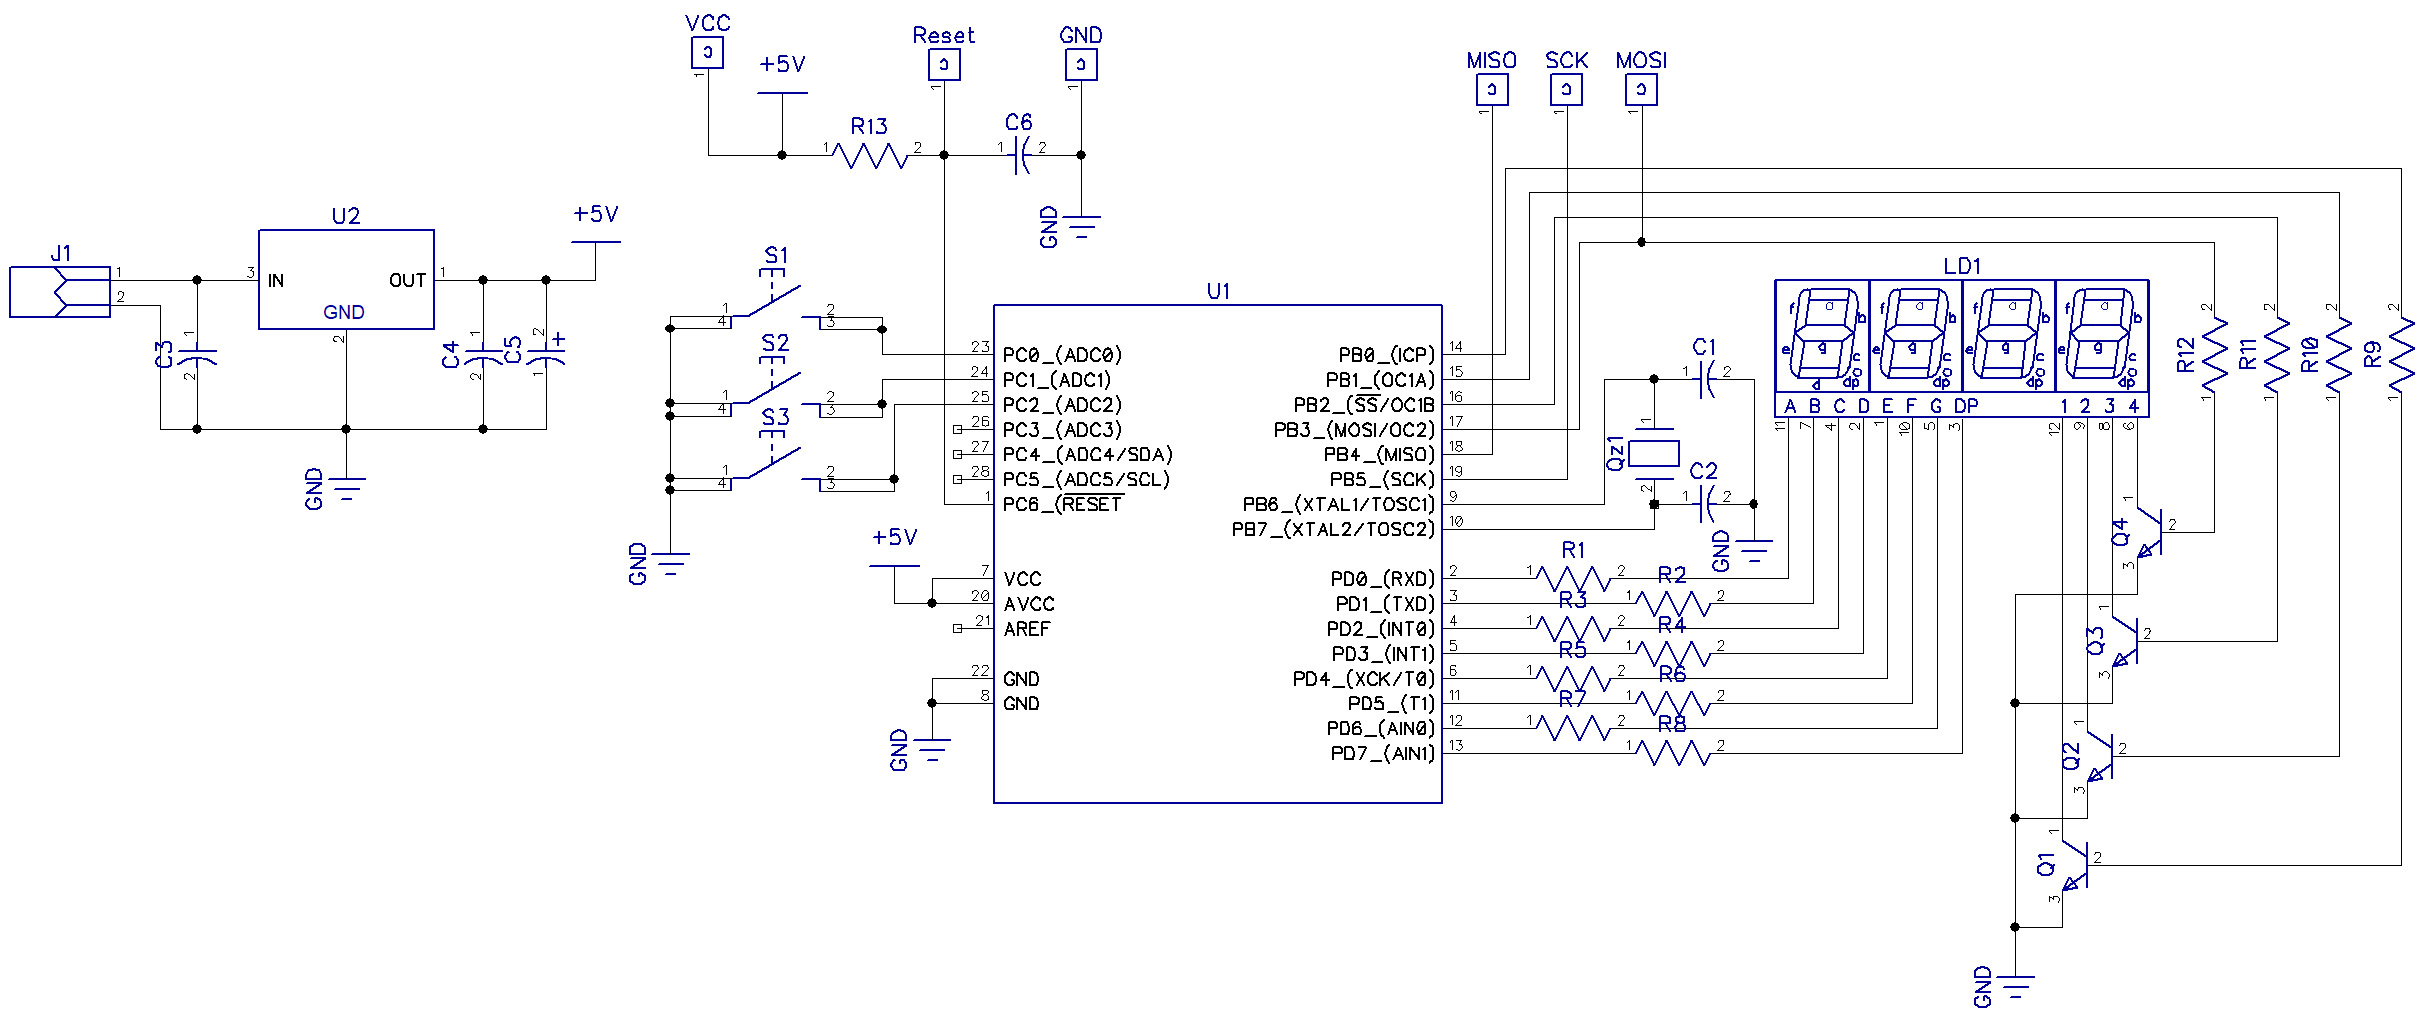 VCC
1
+5V
Reset
1
GND
1
R13
1 2
C6
1 2
GND
MISO
1
SCK
1
MOSI
1
J1
1
2
U2
3 IN
OUT 1
GND
2
+5V
C3
1
2
C4
1
2
C5
2 +
1
GND
S1
1 2
4 3
S2
1 2
4 3
S3
1 2
4 3
GND
U1
23 PC0_(ADC0)
24 PC1_(ADC1)
25 PC2_(ADC2)
26 PC3_(ADC3)
27 PC4_(ADC4/SDA)
28 PC5_(ADC5/SCL)
1 PC6_(RESET
+5V
7 VCC
20 AVCC
21 AREF
22 GND
8 GND
GND
PB0_(ICP) 14
PB1_(OC1A) 15
PB2_(SS/OC1B 16
PB3_(MOSI/OC2) 17
PB4_(MISO) 18
PB5_(SCK) 19
PB6_(XTAL1/TOSC1) 9
PB7_(XTAL2/TOSC2) 10
PD0_(RXD) 2
PD1_(TXD) 3
PD2_(INT0) 4
PD3_(INT1) 5
PD4_(XCK/T0) 6
PD5_(T1) 11
PD6_(AIN0) 12
PD7_(AIN1) 13
C1
1 2
Qz1
1
2
C2
1 2
GND
R1
1 2
R2
1 2
R3
1 2
R4
1 2
R5
1 2
R6
1 2
R7
1 2
R8
1 2
LD1
a b c d e f g dp
a b c e f g dp
a b c e f g dp
a b c d e f g dp
A B C D E F G DP 1 2 3 4
11 7 4 2 1 10 5 3 12 9 8 6
R12
2
1
R11
2
1
R10
2
1
R9
2
1
Q4
1
2
3
Q3
1
2
3
Q2
1
2
3
Q1
1
2
3
GND